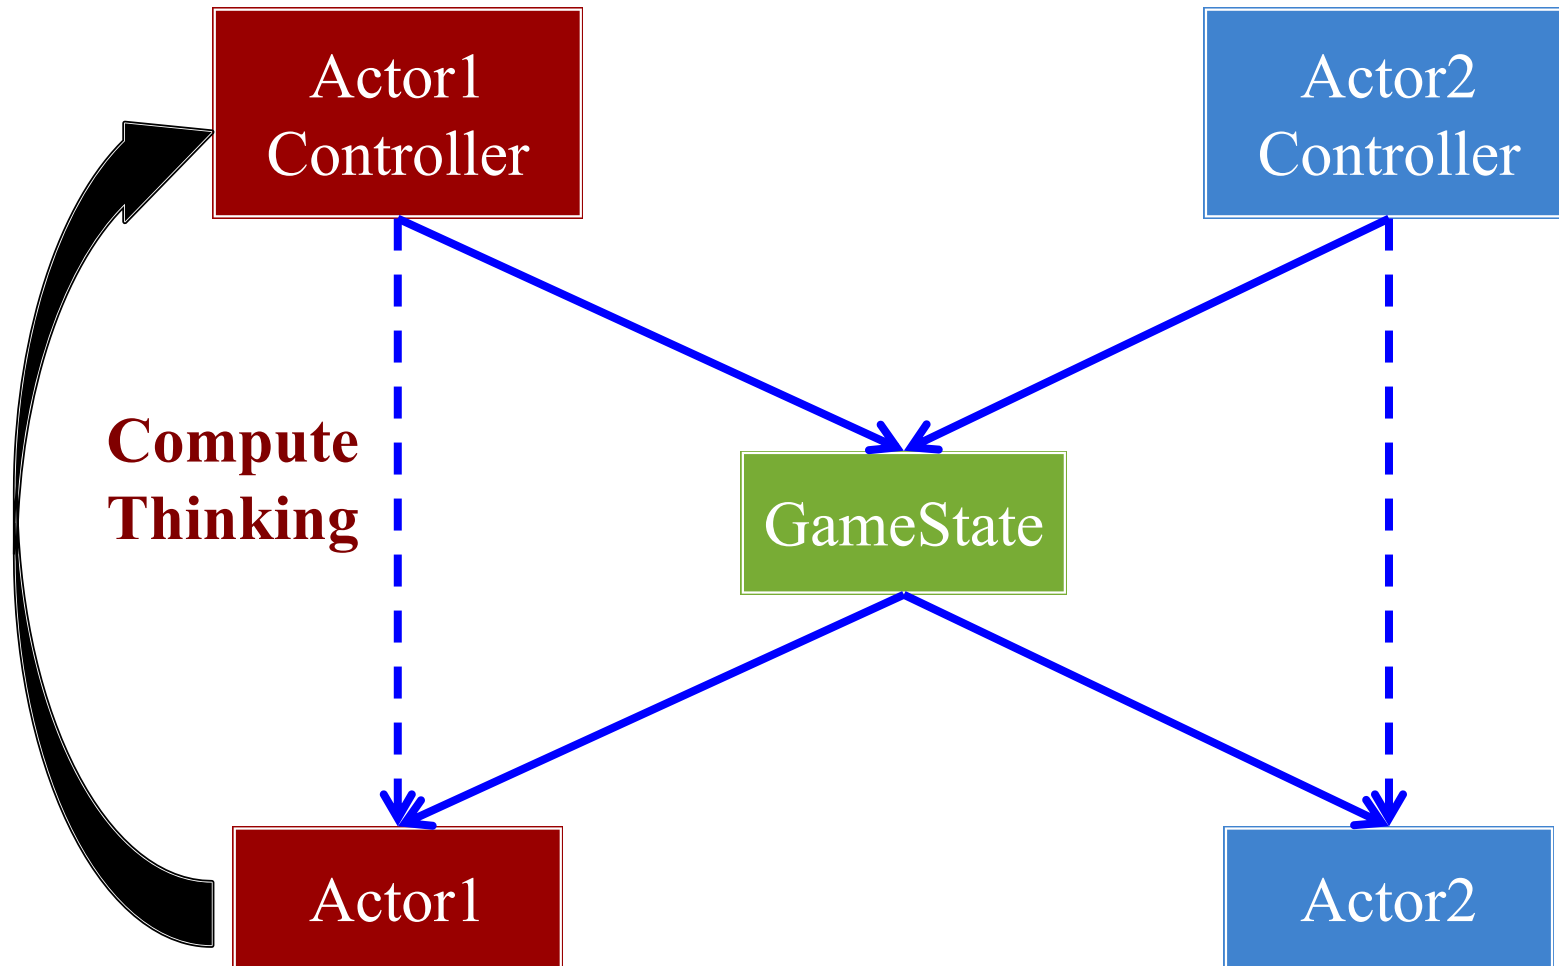 Actor1
Controller
Actor2
Controller
Compute
Thinking
GameState
Actor1
Actor2